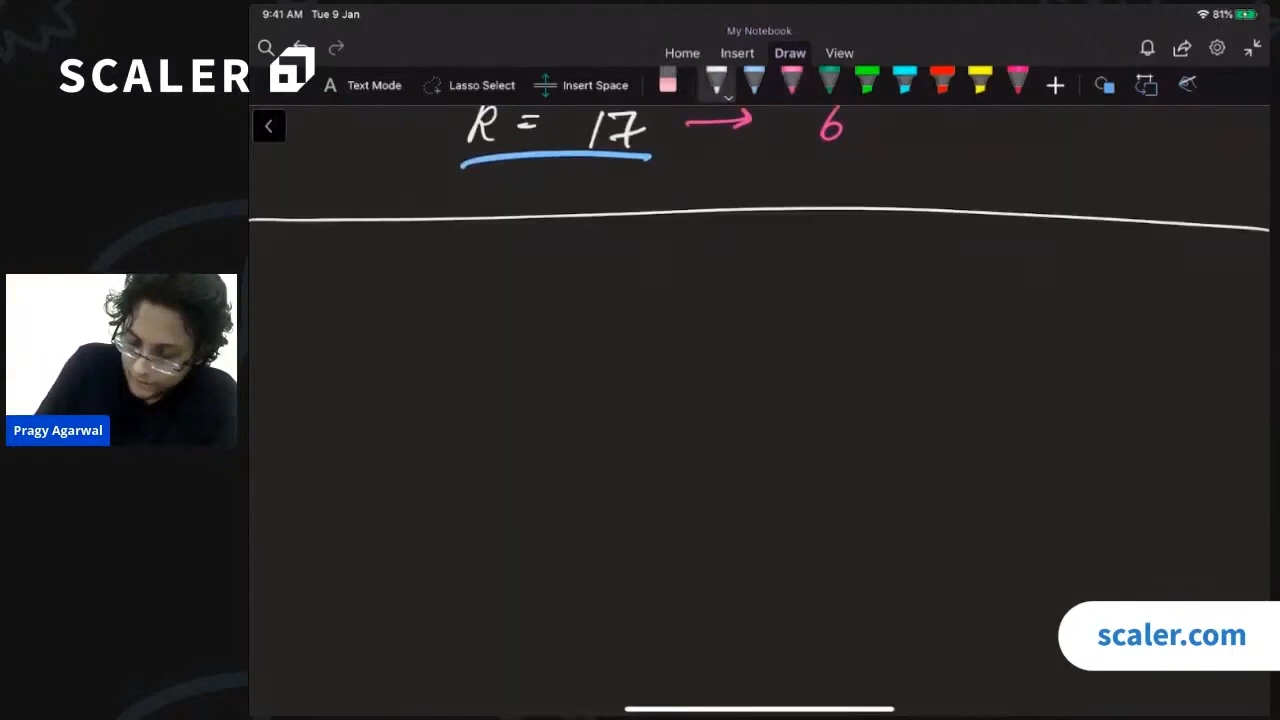 9:41 AM Tue 9 Jan
81%
My Notebook
Home Insert Draw View
SCALER
A Text Mode Lasso Select Insert Space
R = 17 → 6
Pragy Agarwal
scaler.com